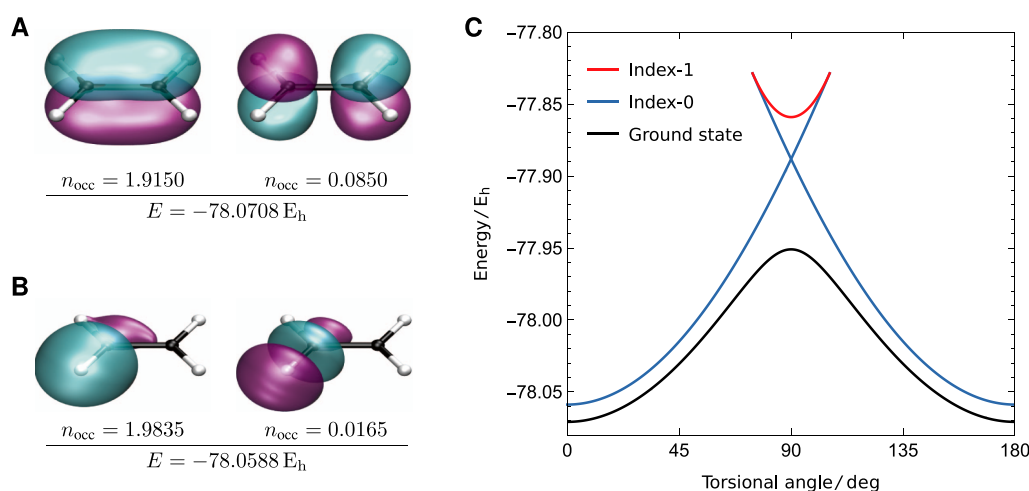 A
n_occ = 1.9150 n_occ = 0.0850
E = −78.0708 E_h
B
n_occ = 1.9835 n_occ = 0.0165
E = −78.0588 E_h
C
Energy / E_h
−77.80
−77.85
−77.90
−77.95
−78.00
−78.05
Index-1
Index-0
Ground state
0 45 90 135 180
Torsional angle / deg